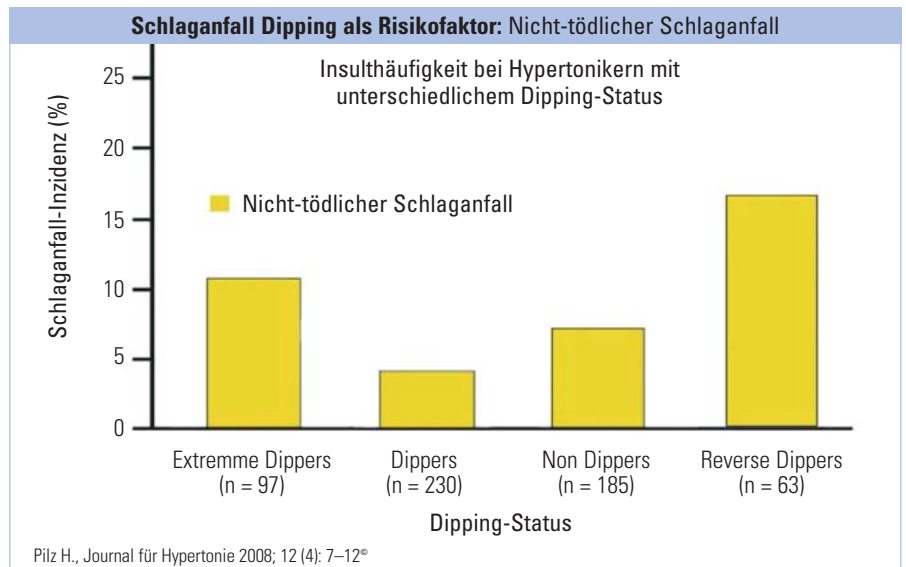 Schlaganfall Dipping als Risikofaktor: Nicht-tödlicher Schlaganfall
Insulthäufigkeit bei Hypertonikern mit
unterschiedlichem Dipping-Status
Schlaganfall-Inzidenz (%)
25
20
15
10
5
0
Nicht-tödlicher Schlaganfall
Extremme Dippers
(n = 97)
Dippers
(n = 230)
Non Dippers
(n = 185)
Reverse Dippers
(n = 63)
Dipping-Status
Pilz H., Journal für Hypertonie 2008; 12 (4): 7–12©